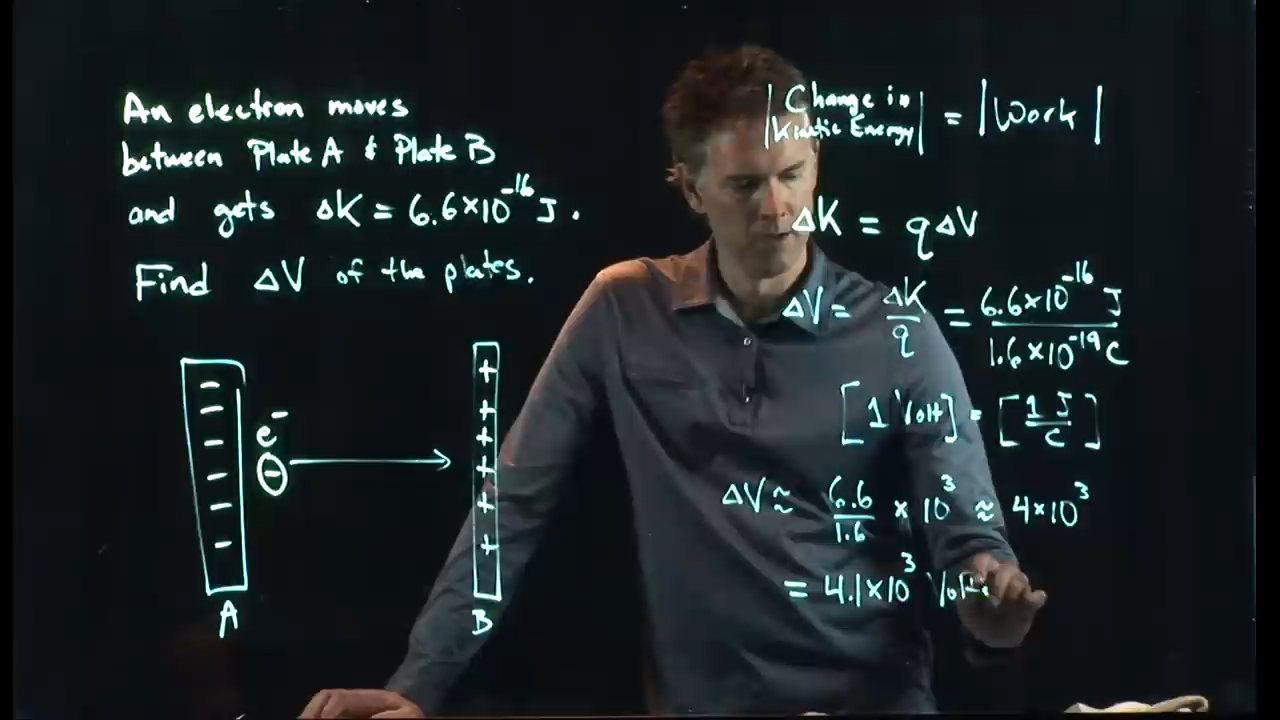 An electron moves
between Plate A & Plate B
and gets ΔK = 6.6×10⁻¹⁶ J.
Find ΔV of the plates.
e⁻
A
B
|Change in Kinetic Energy| = |Work|
ΔK = qΔV
ΔV = ΔK/q = 6.6×10⁻¹⁶ J / 1.6×10⁻¹⁹ C
[1 Volt] = [1 J/C]
ΔV ≈ 6.6/1.6 × 10³ ≈ 4×10³
= 4.1×10³